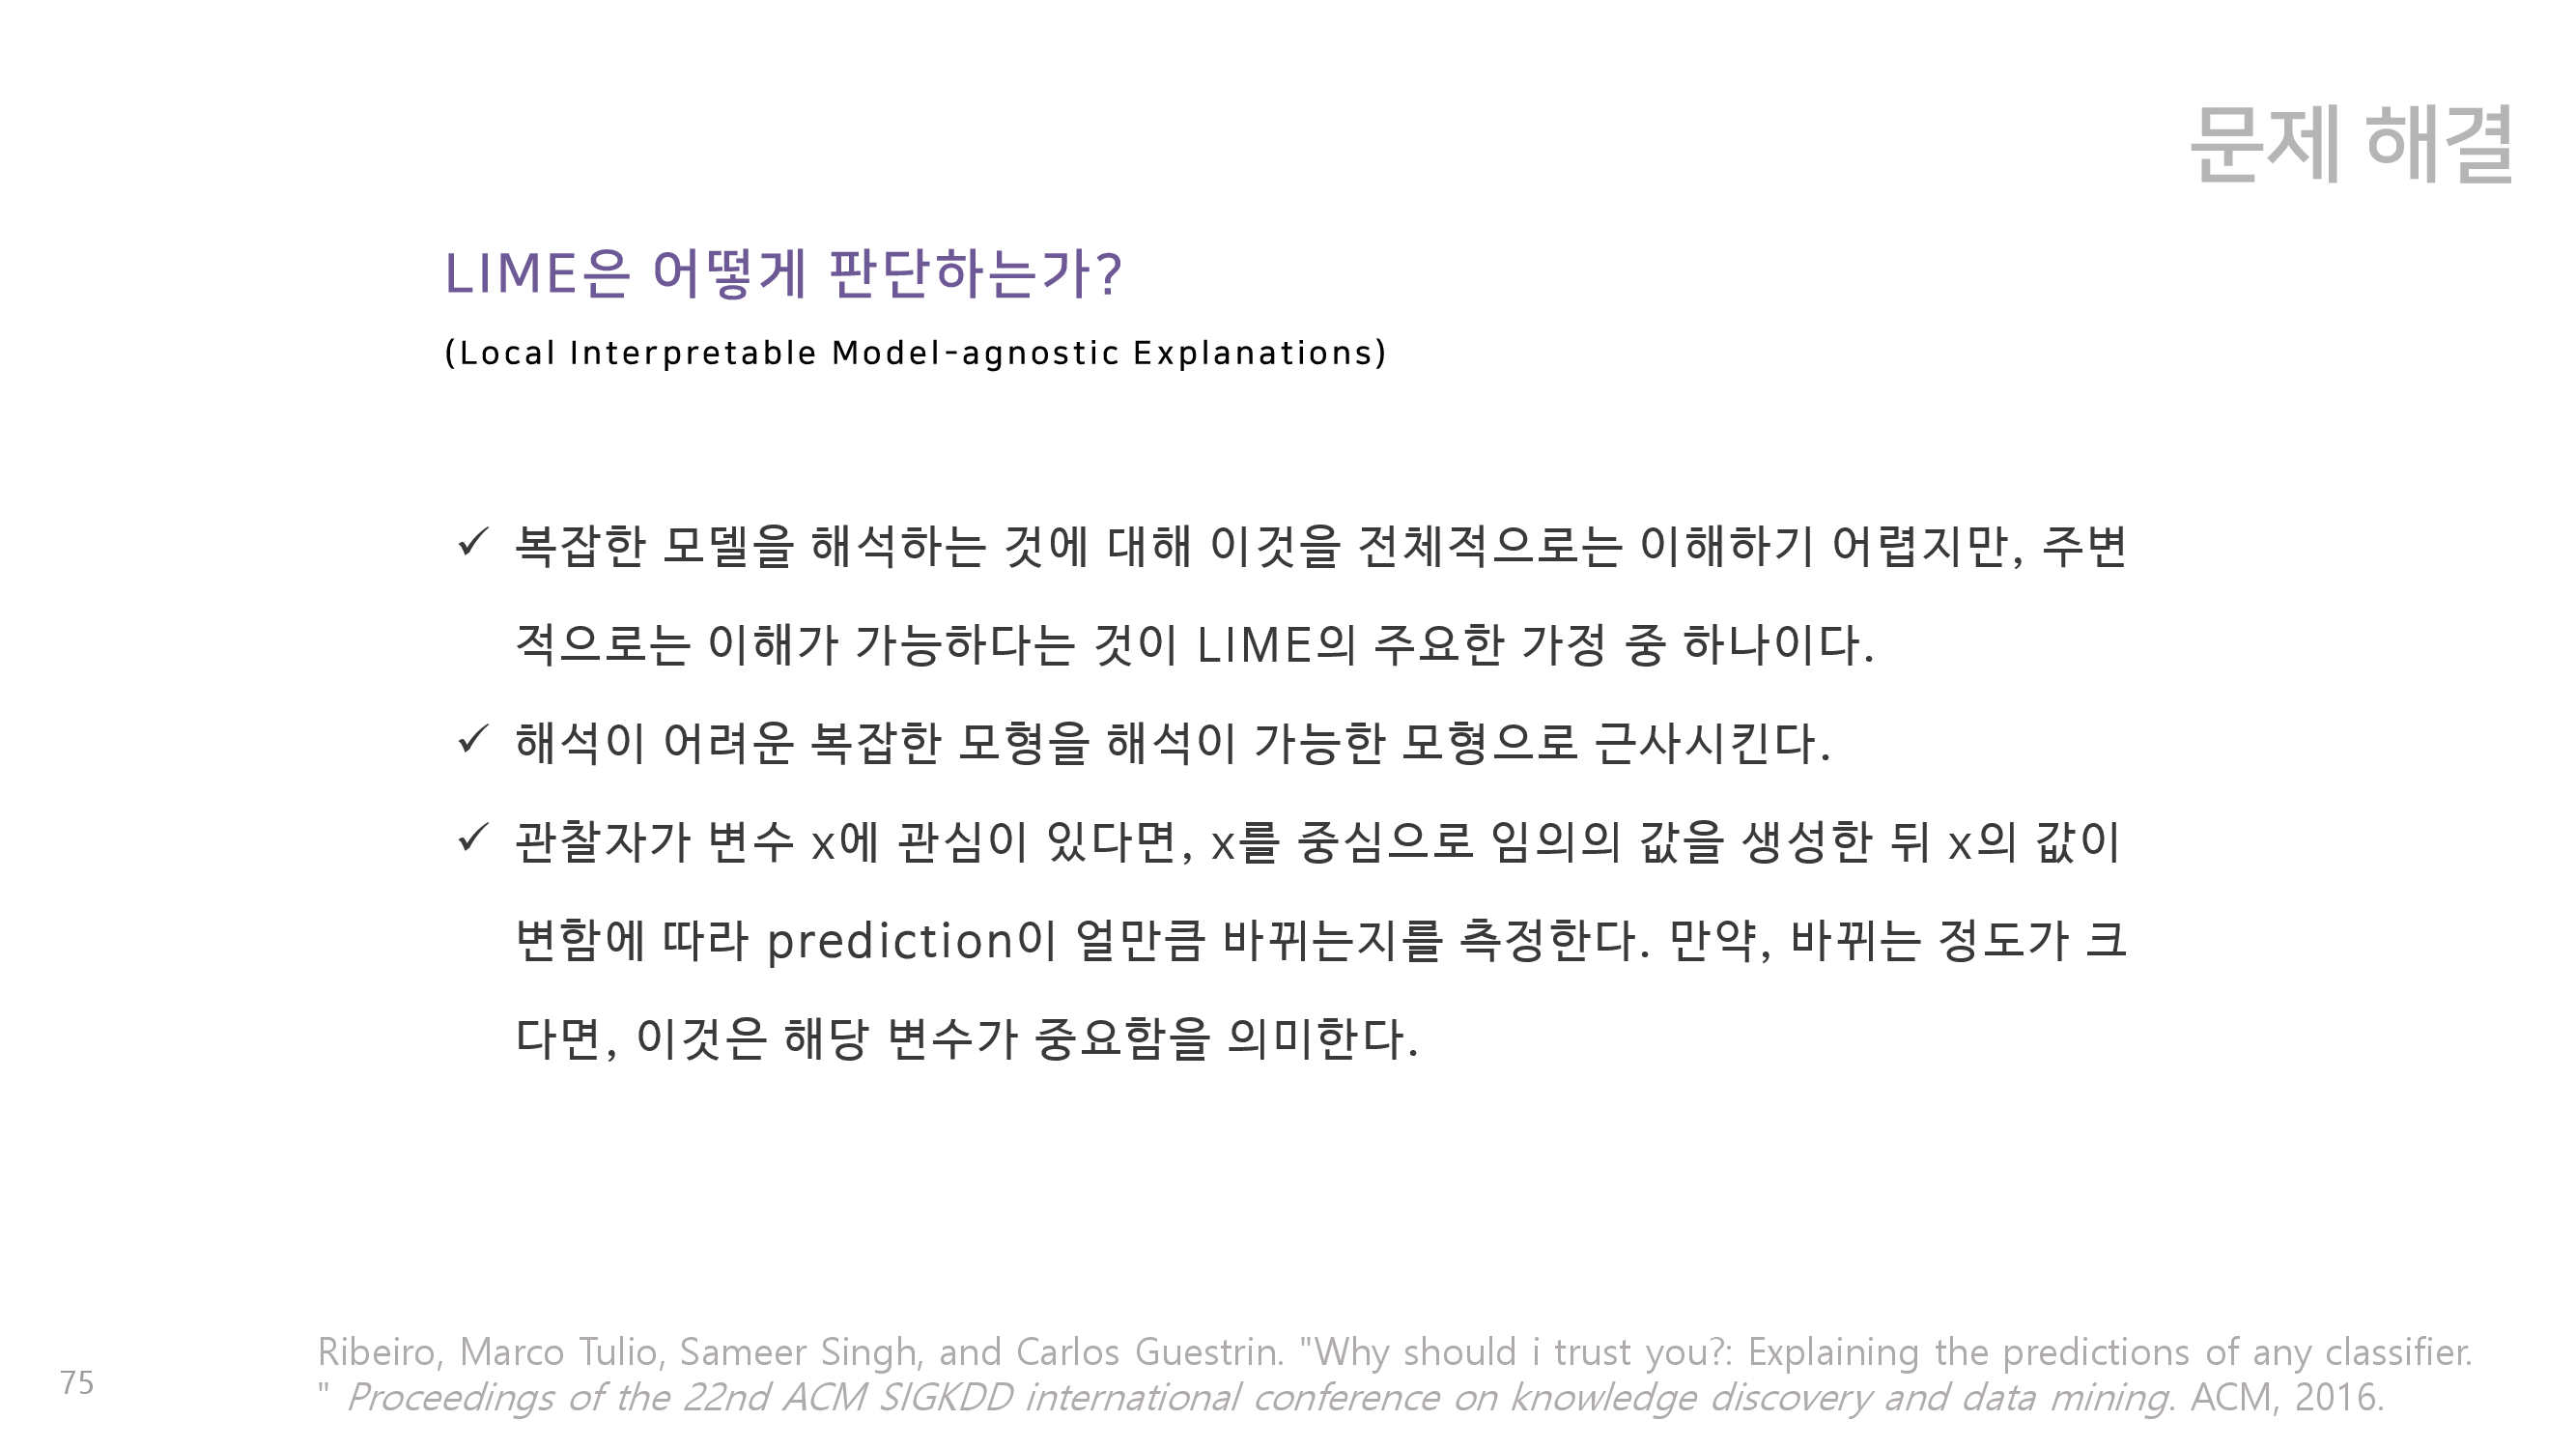 문제 해결
LIME은 어떻게 판단하는가?
(Local Interpretable Model-agnostic Explanations)
✓ 복잡한 모델을 해석하는 것에 대해 이것을 전체적으로는 이해하기 어렵지만, 주변
적으로는 이해가 가능하다는 것이 LIME의 주요한 가정 중 하나이다.
✓ 해석이 어려운 복잡한 모형을 해석이 가능한 모형으로 근사시킨다.
✓ 관찰자가 변수 x에 관심이 있다면, x를 중심으로 임의의 값을 생성한 뒤 x의 값이
변함에 따라 prediction이 얼만큼 바뀌는지를 측정한다. 만약, 바뀌는 정도가 크
다면, 이것은 해당 변수가 중요함을 의미한다.
Ribeiro, Marco Tulio, Sameer Singh, and Carlos Guestrin. "Why should i trust you?: Explaining the predictions of any classifier.
" Proceedings of the 22nd ACM SIGKDD international conference on knowledge discovery and data mining. ACM, 2016.
75